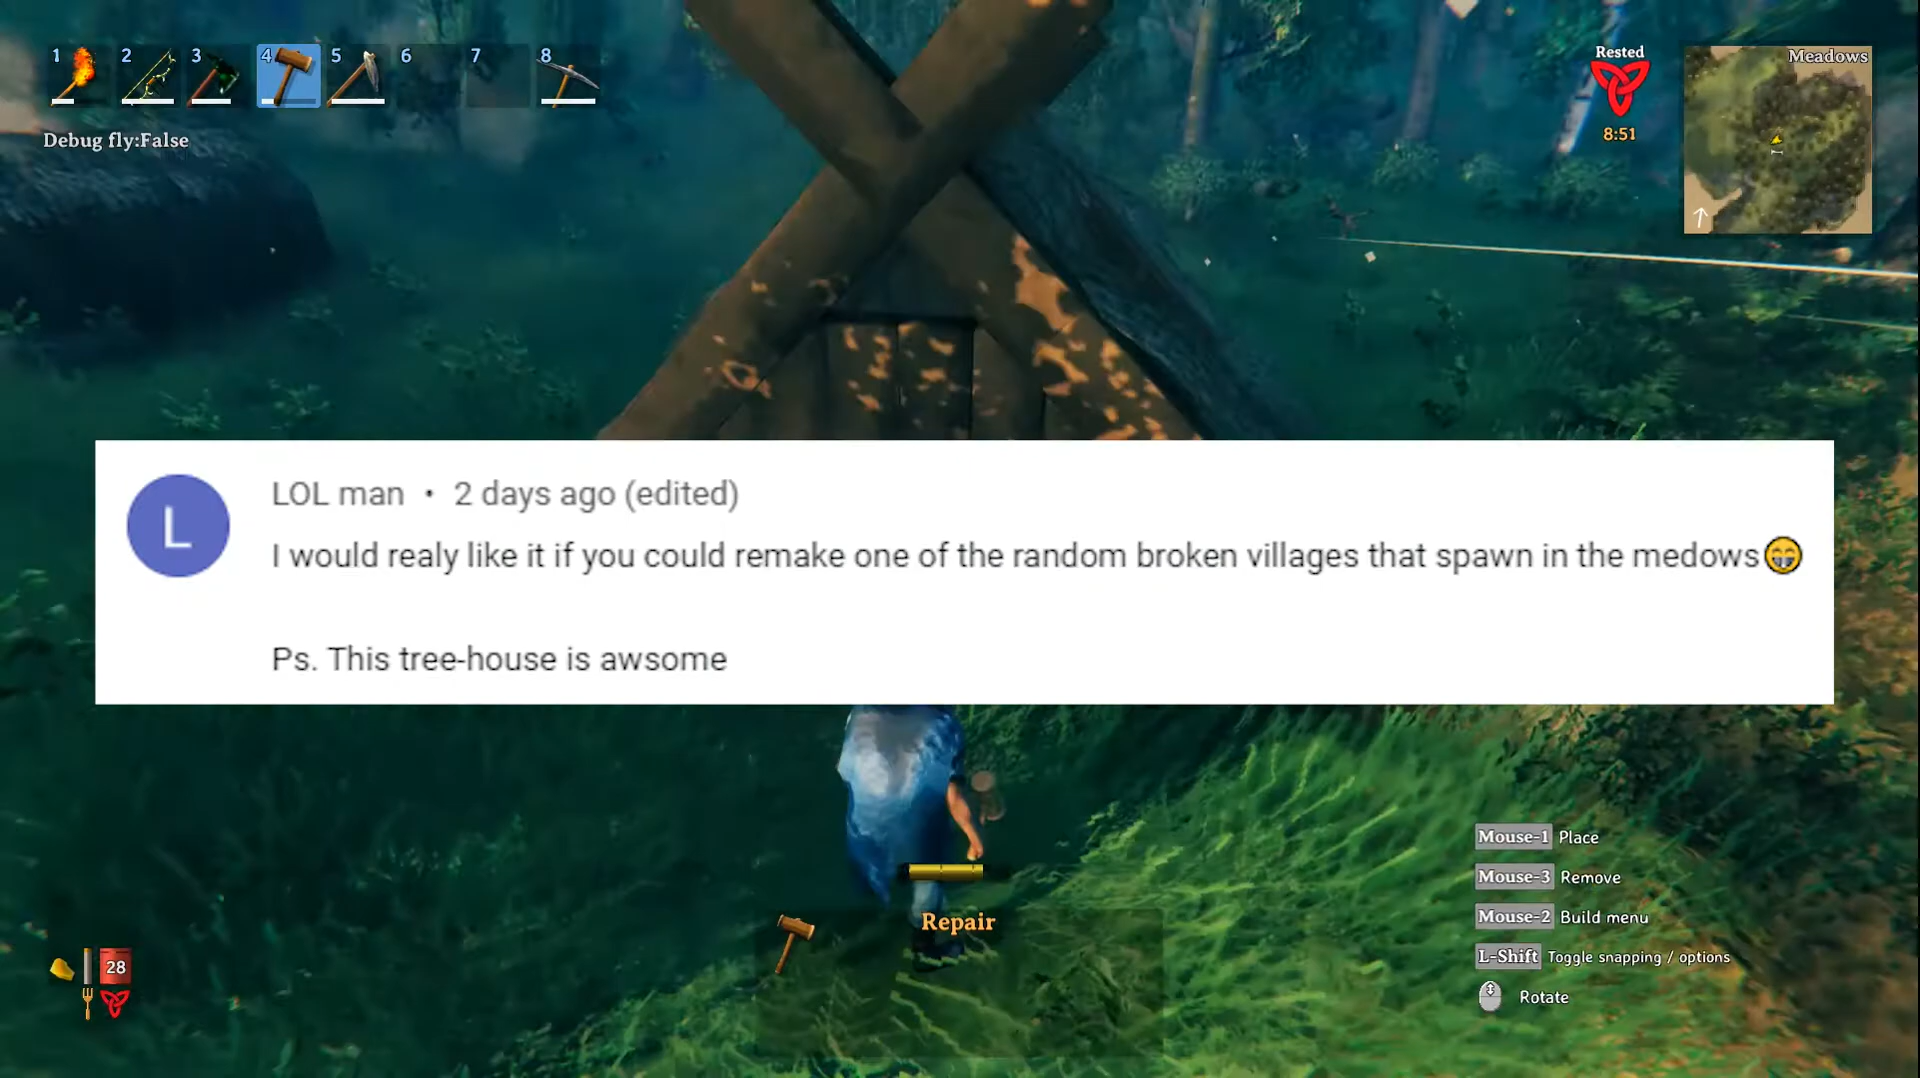 1 2 3 4 5 6 7 8
Debug fly:False
Rested
8:51
Meadows
L
LOL man • 2 days ago (edited)
I would realy like it if you could remake one of the random broken villages that spawn in the medows😁
Ps. This tree-house is awsome
Repair
28
Mouse-1 Place
Mouse-3 Remove
Mouse-2 Build menu
L-Shift Toggle snapping / options
Rotate